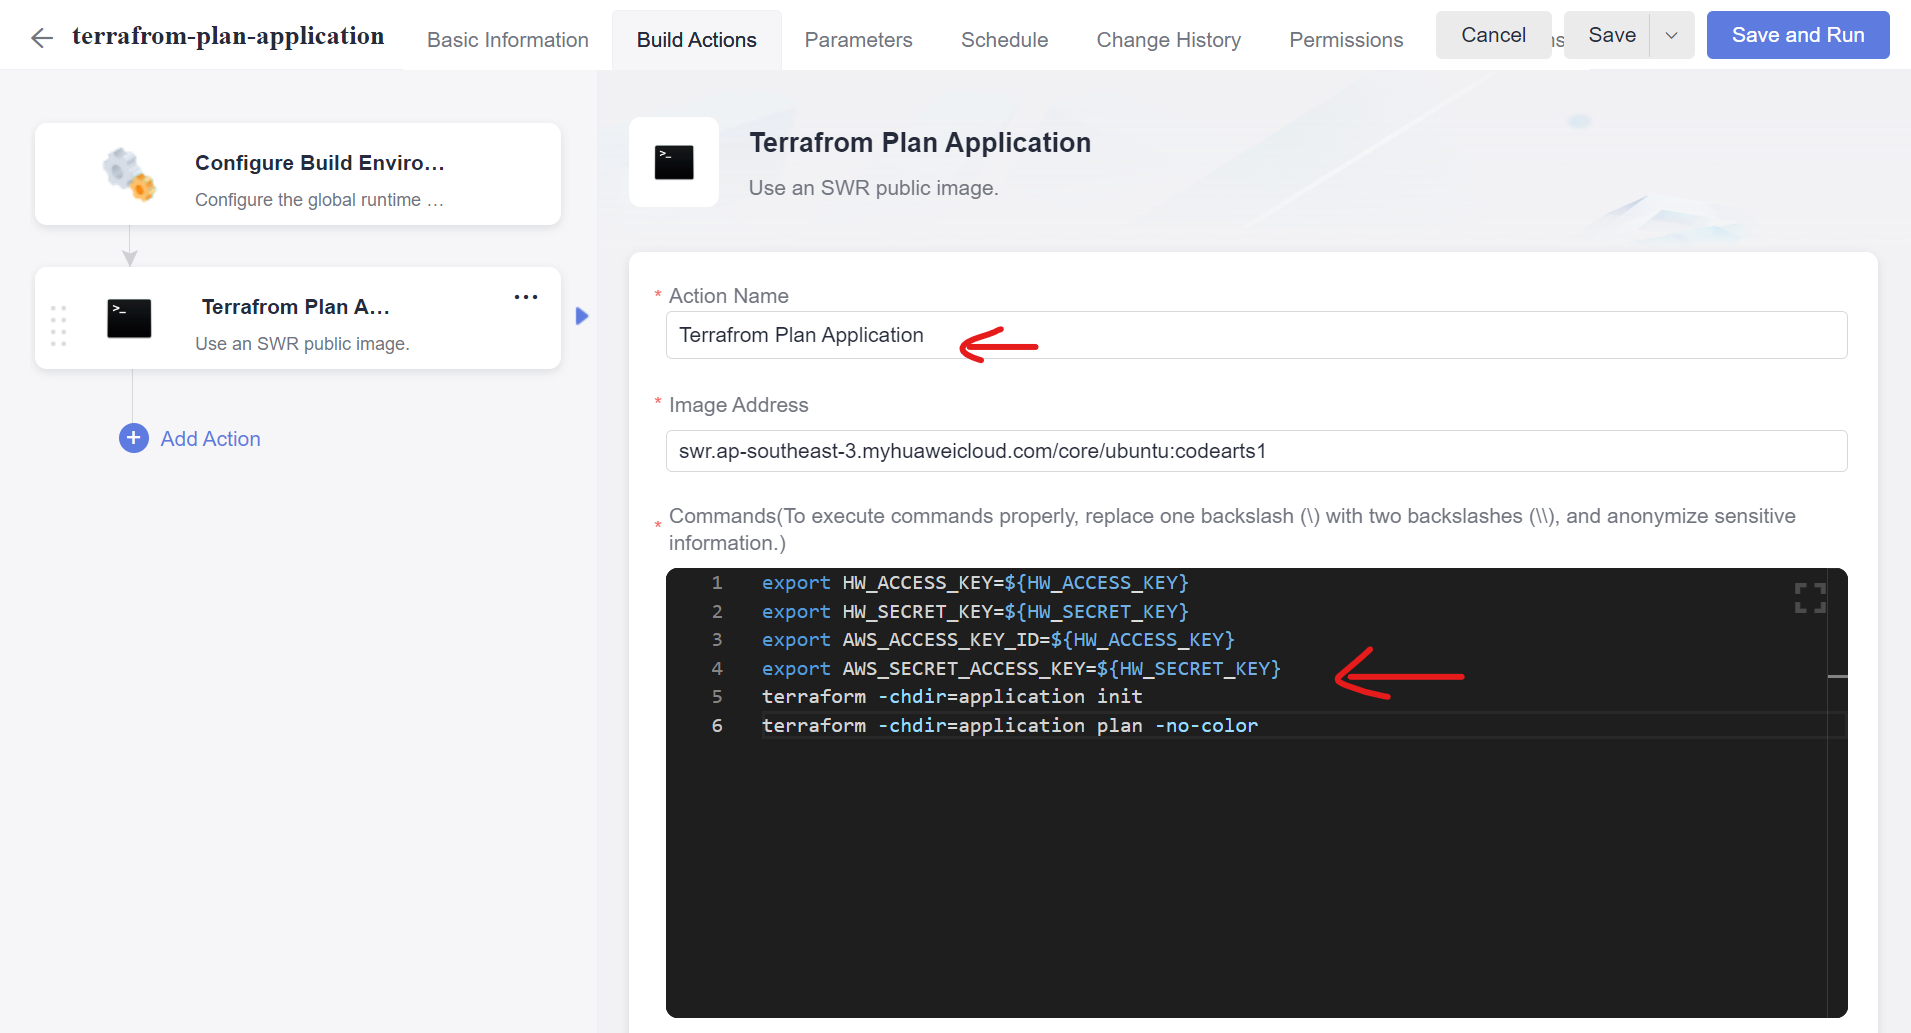 terrafrom-plan-application
Basic Information
Build Actions
Parameters
Schedule
Change History
Permissions
Cancel
Save
Save and Run
Configure Build Enviro...
Configure the global runtime ...
Terrafrom Plan A...
Use an SWR public image.
Add Action
Terrafrom Plan Application
Use an SWR public image.
* Action Name
Terrafrom Plan Application
* Image Address
swr.ap-southeast-3.myhuaweicloud.com/core/ubuntu:codearts1
* Commands(To execute commands properly, replace one backslash (\) with two backslashes (\\), and anonymize sensitive
information.)
1 export HW_ACCESS_KEY=${HW_ACCESS_KEY}
2 export HW_SECRET_KEY=${HW_SECRET_KEY}
3 export AWS_ACCESS_KEY_ID=${HW_ACCESS_KEY}
4 export AWS_SECRET_ACCESS_KEY=${HW_SECRET_KEY}
5 terraform -chdir=application init
6 terraform -chdir=application plan -no-color